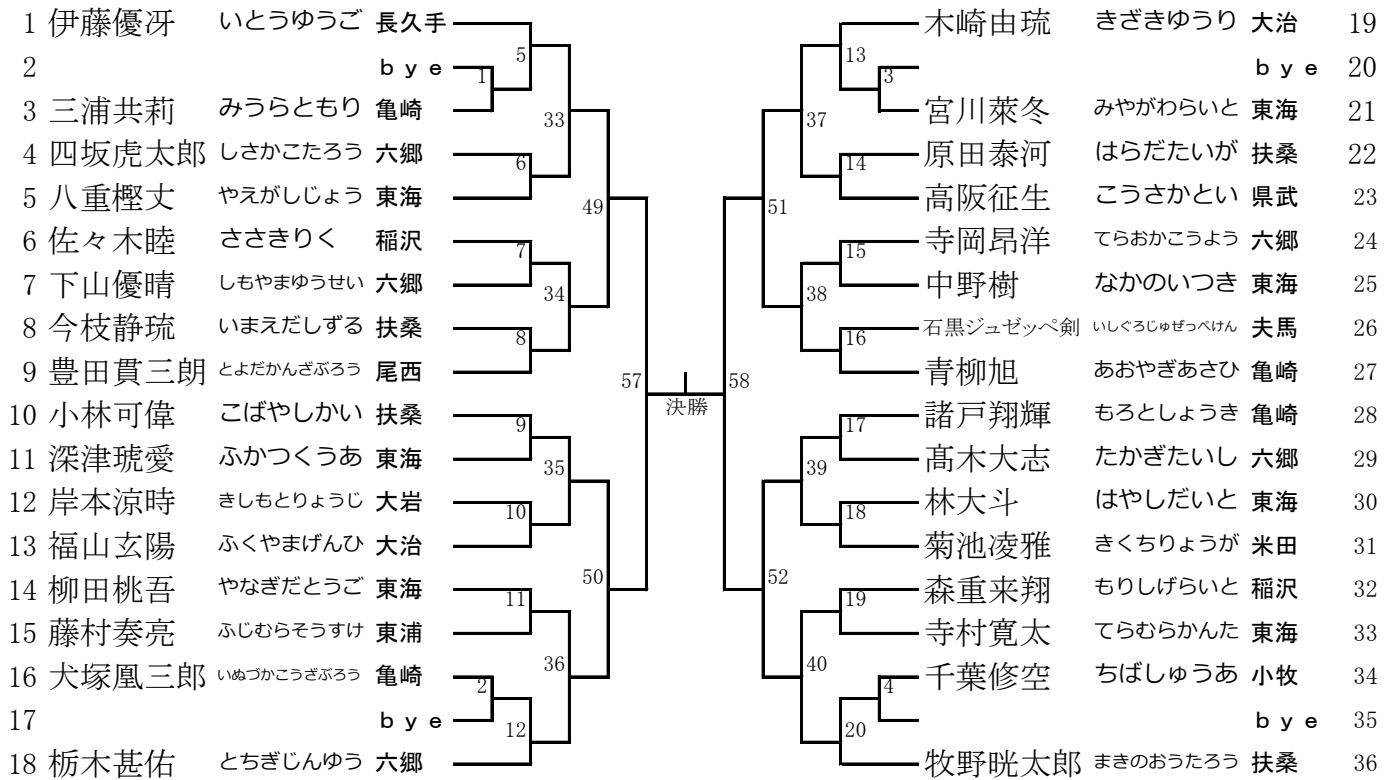 1 伊藤優冴 いとうゆうご 長久手
2 bye
3 三浦共莉 みうらともり 亀崎
4 四坂虎太郎 しさかこたろう 六郷
5 八重樫丈 やえがしじょう 東海
6 佐々木睦 ささきりく 稲沢
7 下山優晴 しもやまゆうせい 六郷
8 今枝静琉 いまえだしずる 扶桑
9 豊田貫三朗 とよだかんざぶろう 尾西
10 小林可偉 こばやしかい 扶桑
11 深津琥愛 ふかつくうあ 東海
12 岸本涼時 きしもとりょうじ 大岩
13 福山玄陽 ふくやまげんひ 大治
14 柳田桃吾 やなぎだとうご 東海
15 藤村奏亮 ふじむらそうすけ 東浦
16 犬塚凰三郎 いぬづかこうざぶろう 亀崎
17 bye
18 栃木甚佑 とちぎじんゆう 六郷
1
2
5
6
7
8
9
10
11
12
33
34
35
36
49
50
57
決勝
58
51
52
37
38
39
40
13
14
15
16
17
18
19
20
3
4
木崎由琉 きざきゆうり 大治 19
bye 20
宮川萊冬 みやがわらいと 東海 21
原田泰河 はらだたいが 扶桑 22
高阪征生 こうさかとい 県武 23
寺岡昂洋 てらおかこうよう 六郷 24
中野樹 なかのいつき 東海 25
石黒ジュゼッペ剣 いしぐろじゅぜっぺけん 夫馬 26
青柳旭 あおやぎあさひ 亀崎 27
諸戸翔輝 もろとしょうき 亀崎 28
髙木大志 たかぎたいし 六郷 29
林大斗 はやしだいと 東海 30
菊池凌雅 きくちりょうが 米田 31
森重来翔 もりしげらいと 稲沢 32
寺村寛太 てらむらかんた 東海 33
千葉修空 ちばしゅうあ 小牧 34
bye 35
牧野晄太郎 まきのおうたろう 扶桑 36